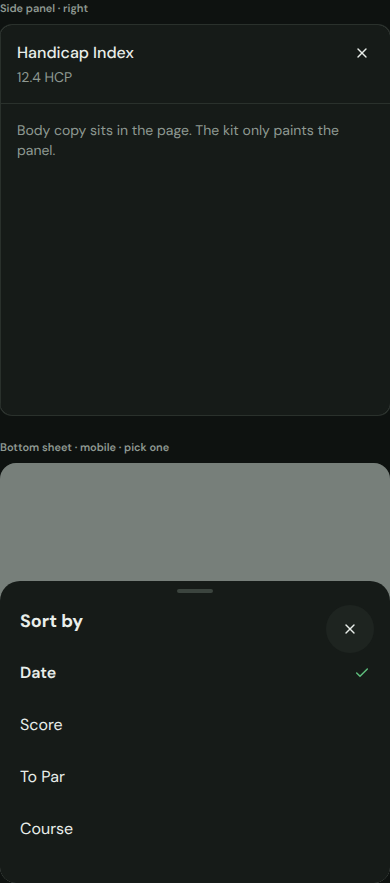 Side panel · right
Handicap Index
12.4 HCP
Body copy sits in the page. The kit only paints the
panel.
Bottom sheet · mobile · pick one
Sort by
Date
Score
To Par
Course